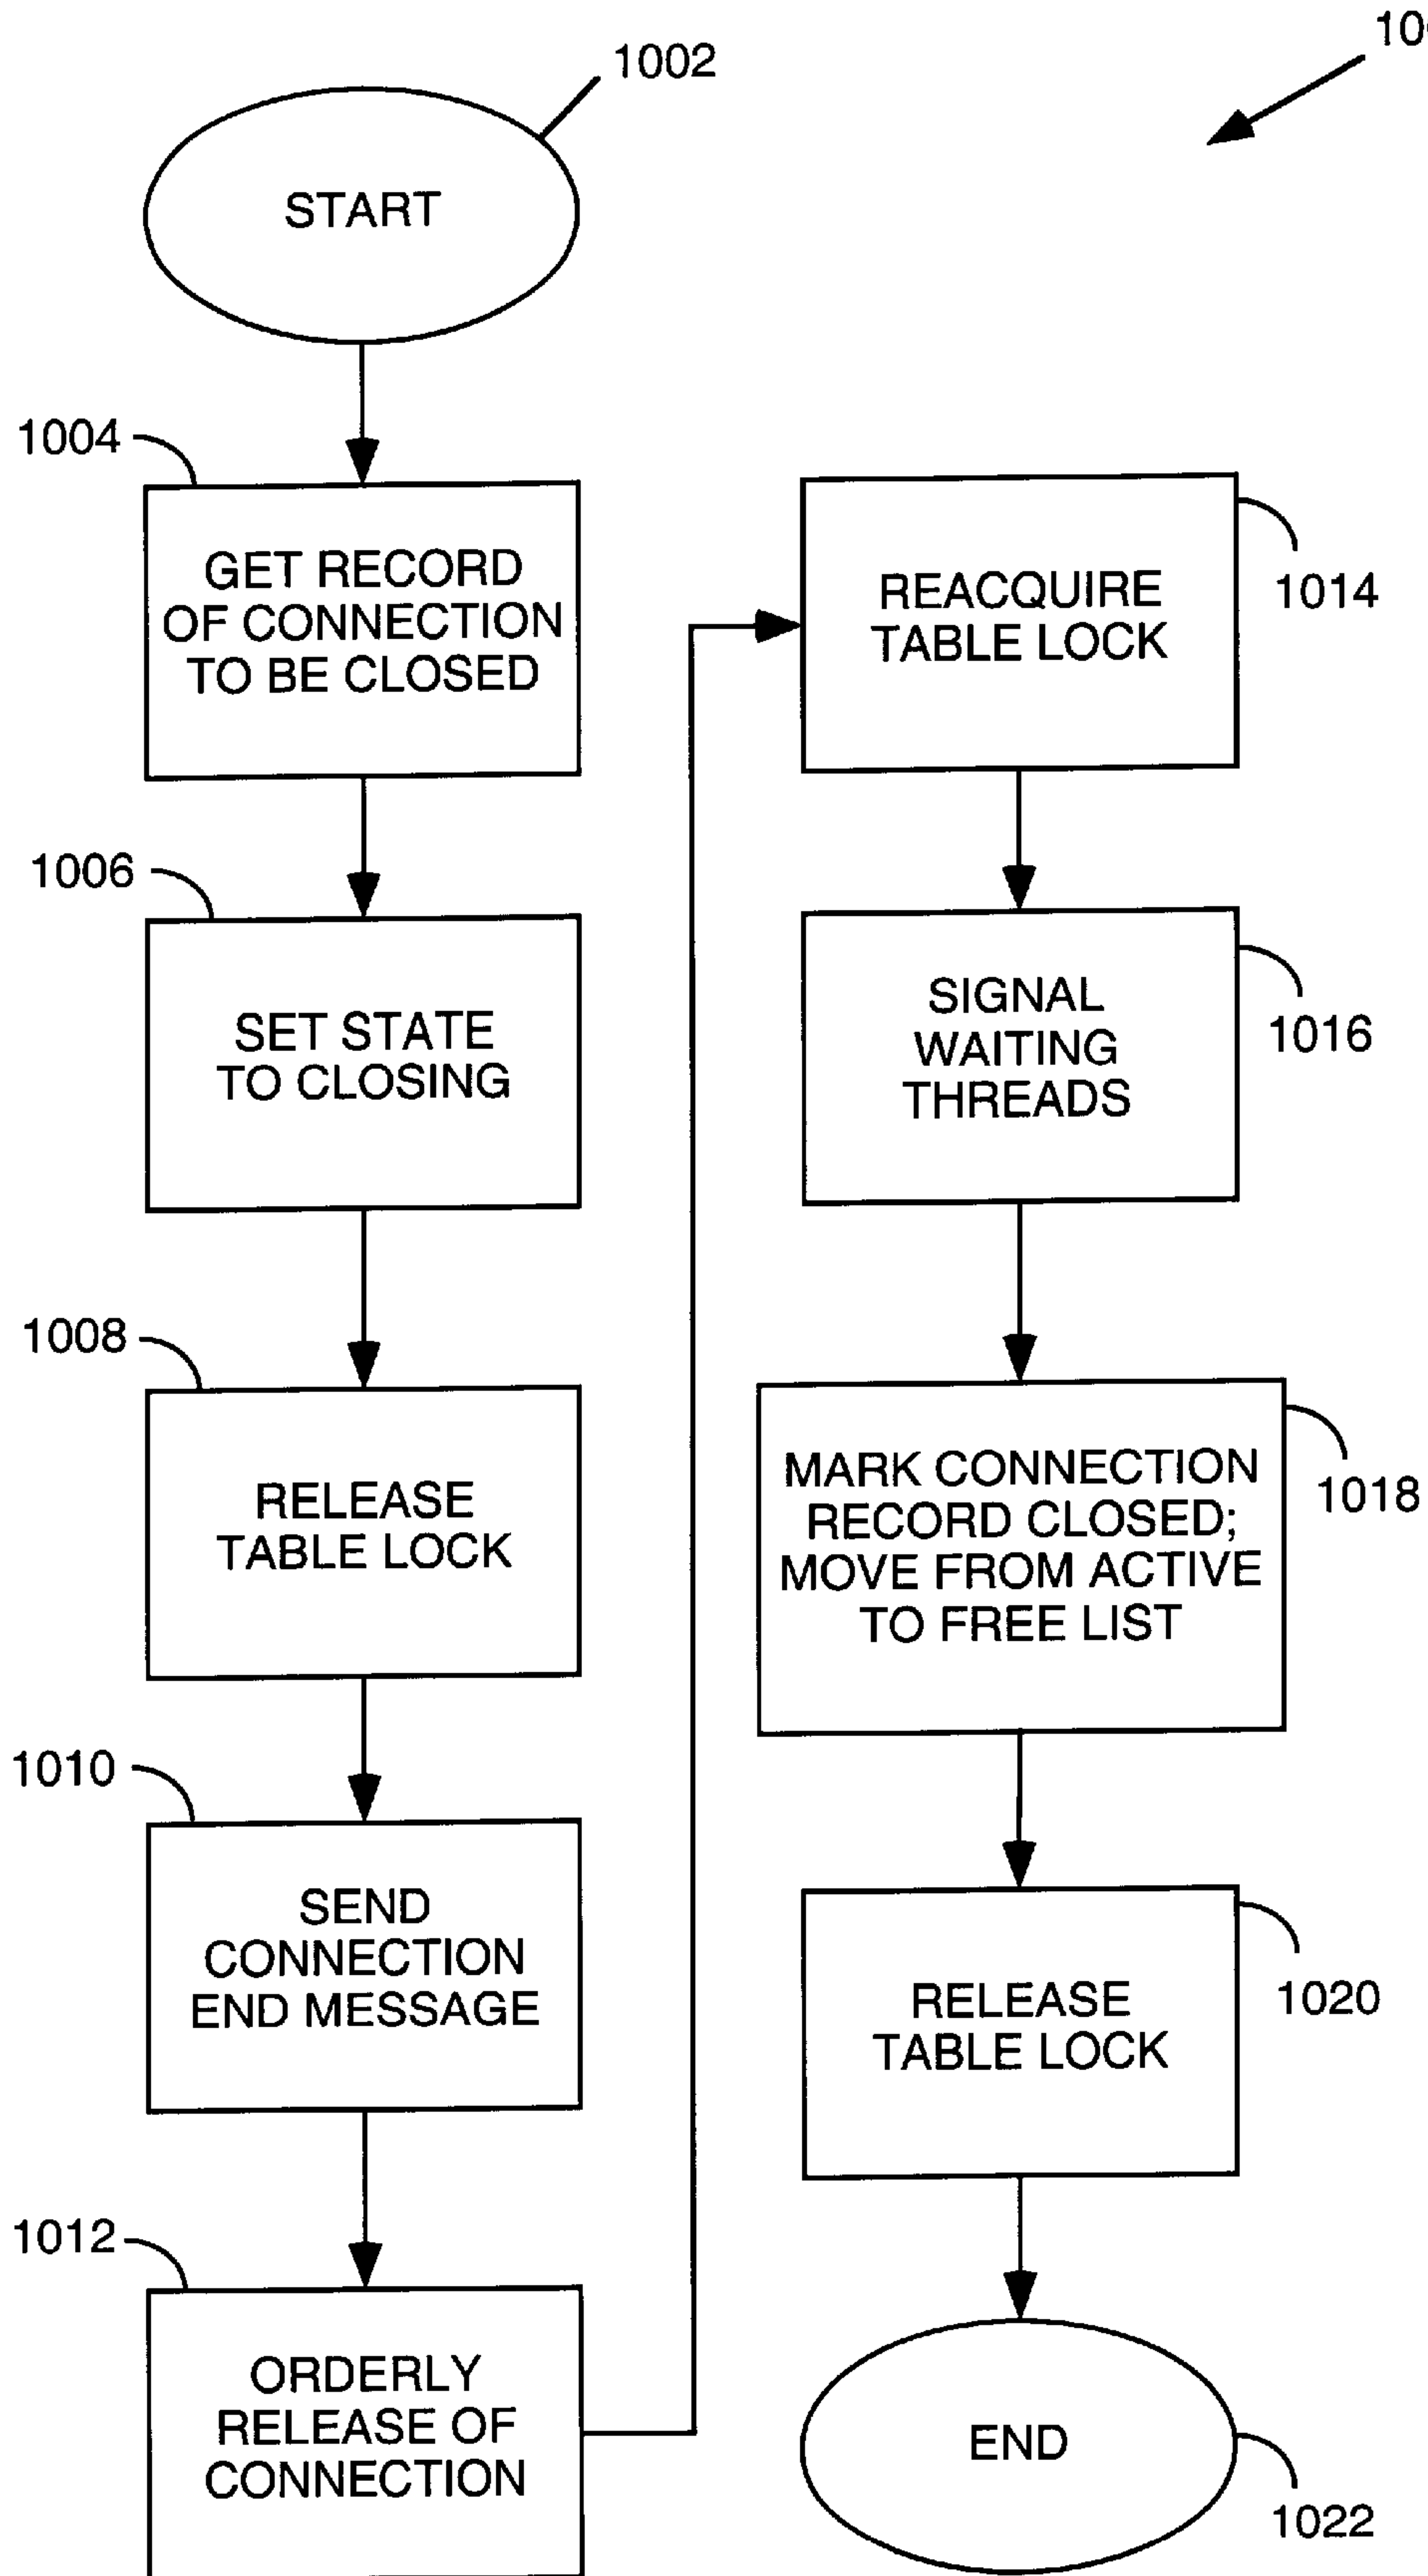 1002
START
1004
GET RECORD
OF CONNECTION
TO BE CLOSED
1006
SET STATE
TO CLOSING
1008
RELEASE
TABLE LOCK
1010
SEND
CONNECTION
END MESSAGE
1012
ORDERLY
RELEASE OF
CONNECTION
REACQUIRE
TABLE LOCK
1014
SIGNAL
WAITING
THREADS
1016
MARK CONNECTION
RECORD CLOSED;
MOVE FROM ACTIVE
TO FREE LIST
1018
RELEASE
TABLE LOCK
1020
END
1022